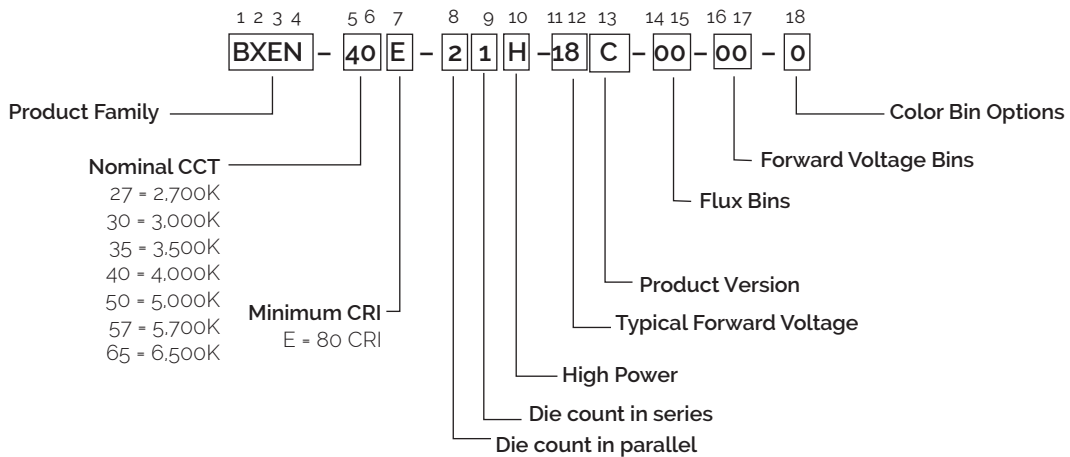 1 2 3 4 5 6 7 8 9 10 11 12 13 14 15 16 17 18
BXEN – 40 E – 2 1 H –18 C – 00 – 00 – 0
Product Family
Color Bin Options
Nominal CCT
27 = 2,700K
30 = 3,000K
35 = 3,500K
40 = 4,000K
50 = 5,000K
57 = 5,700K
65 = 6,500K
Forward Voltage Bins
Flux Bins
Product Version
Minimum CRI
E = 80 CRI
Typical Forward Voltage
High Power
Die count in series
Die count in parallel